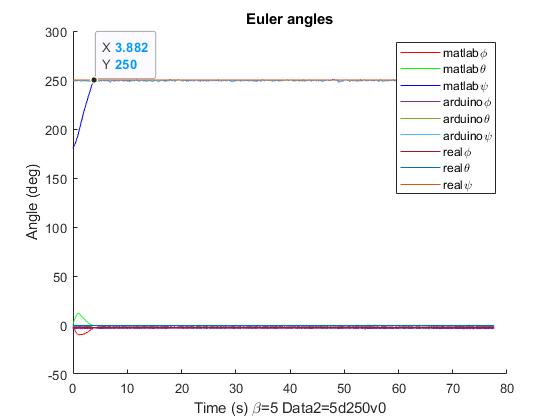 Euler angles
X 3.882
Y 250
300
250
200
150
100
50
0
-50
Angle (deg)
0 10 20 30 40 50 60 70 80
Time (s) β=5 Data2=5d250v0
matlab ϕ
matlab θ
matlab ψ
arduino ϕ
arduino θ
arduino ψ
real ϕ
real θ
real ψ